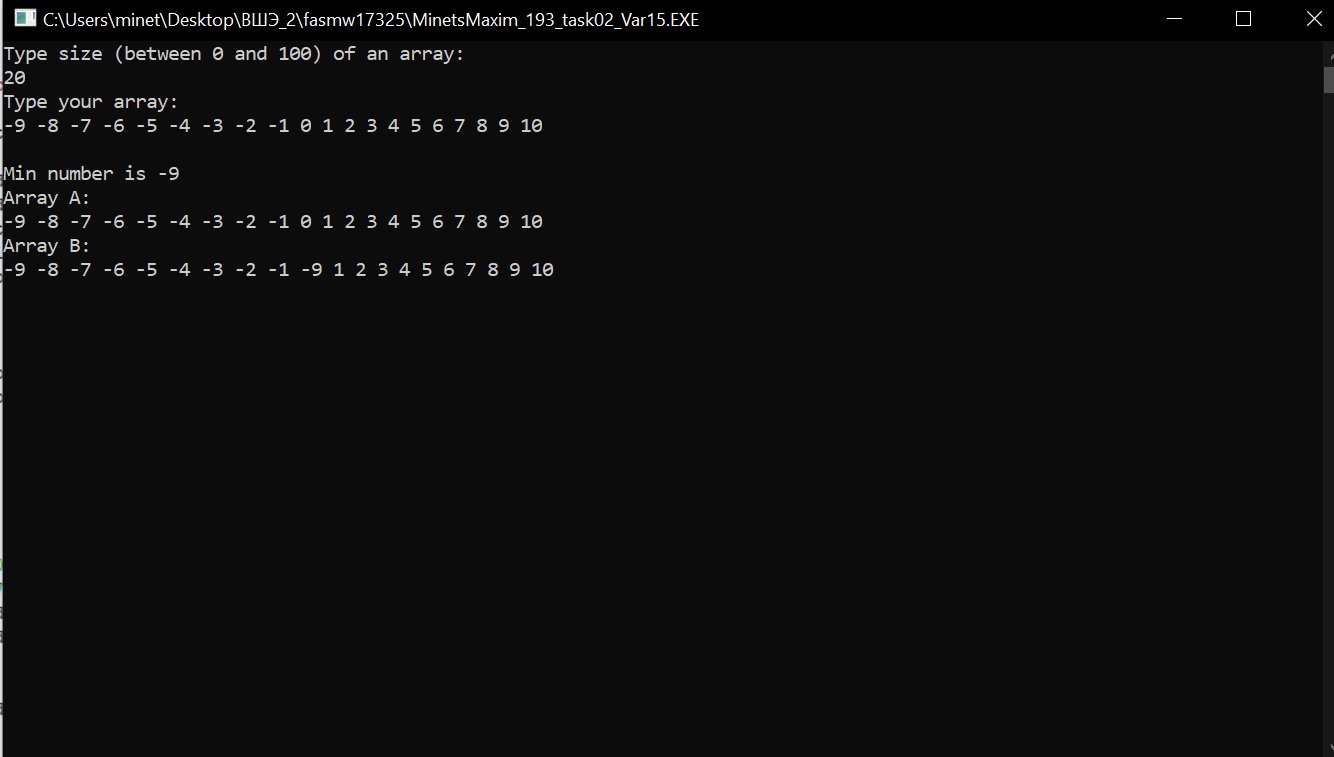 C:\Users\minet\Desktop\ВШЭ_2\fasmw17325\MinetsMaxim_193_task02_Var15.EXE
Type size (between 0 and 100) of an array:
20
Type your array:
-9 -8 -7 -6 -5 -4 -3 -2 -1 0 1 2 3 4 5 6 7 8 9 10
Min number is -9
Array A:
-9 -8 -7 -6 -5 -4 -3 -2 -1 0 1 2 3 4 5 6 7 8 9 10
Array B:
-9 -8 -7 -6 -5 -4 -3 -2 -1 -9 1 2 3 4 5 6 7 8 9 10